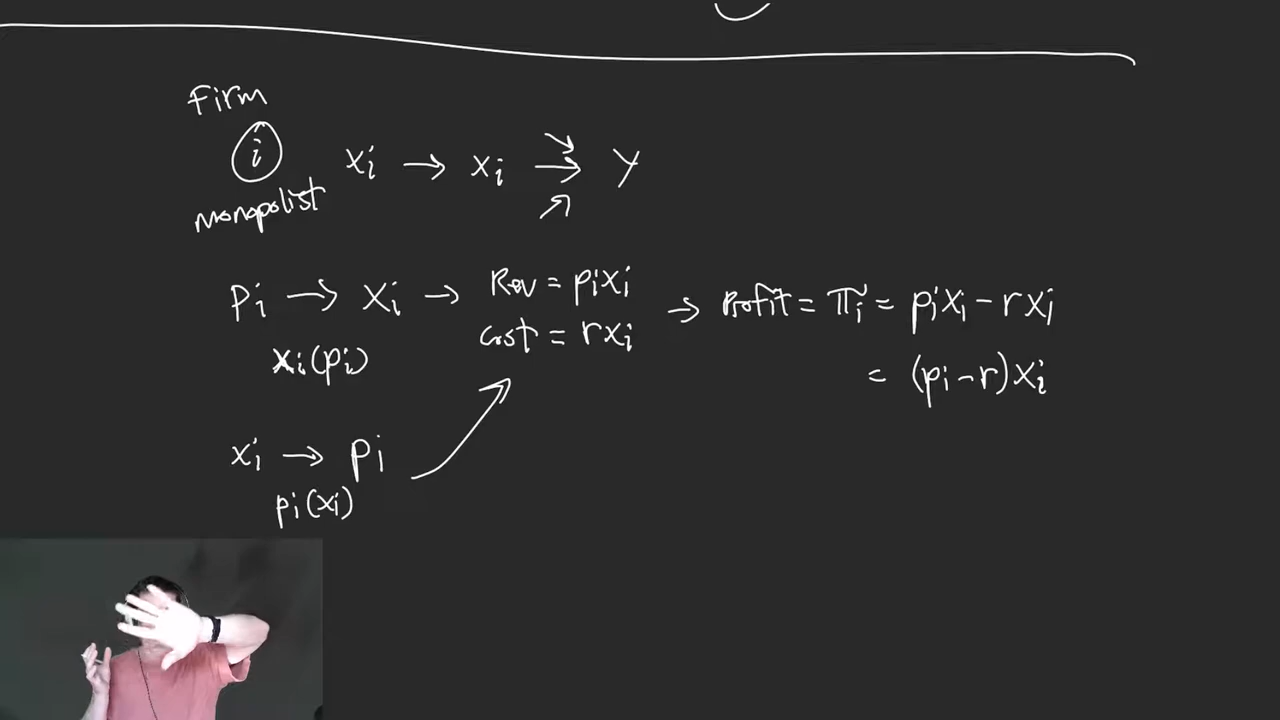 Firm
i xi → xi → y
monopolist
Pi → Xi → Rev = pixi
cost = rxi
→ Profit = πi = pixi - rxi
xi(pi)
= (pi - r)xi
xi → Pi
pi(xi)